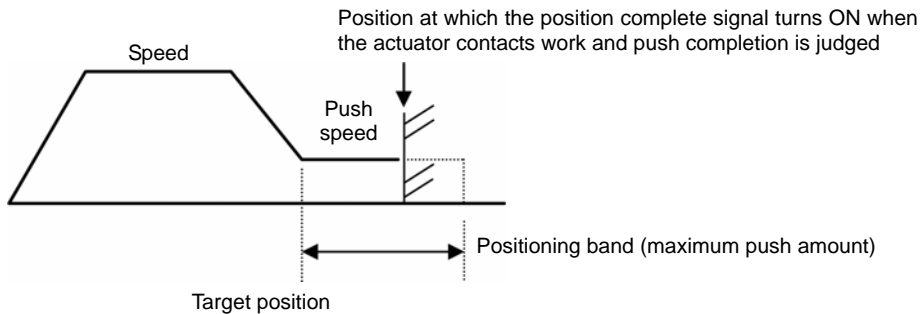 Position at which the position complete signal turns ON when
the actuator contacts work and push completion is judged
Speed
Push
speed
Positioning band (maximum push amount)
Target position